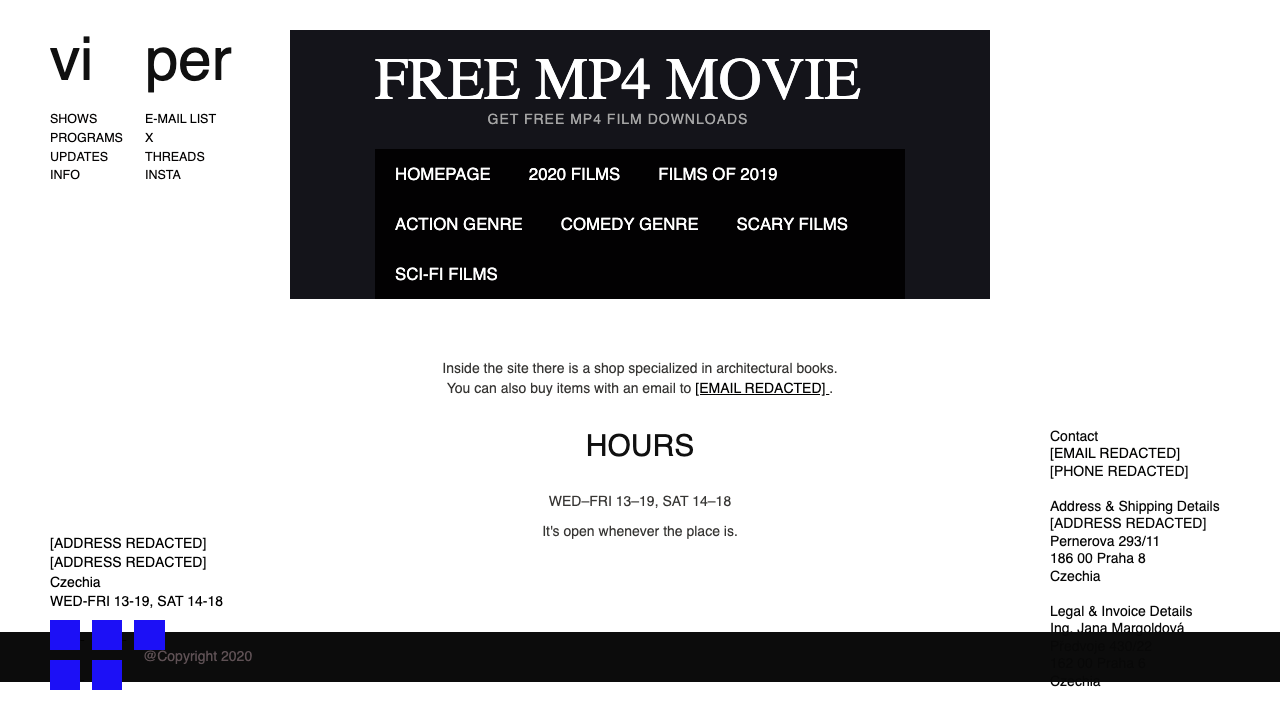 vi per
SHOWS
PROGRAMS
UPDATES
INFO
E-MAIL LIST
X
THREADS
INSTA
FREE MP4 MOVIE
GET FREE MP4 FILM DOWNLOADS
HOMEPAGE 2020 FILMS FILMS OF 2019
ACTION GENRE COMEDY GENRE SCARY FILMS
SCI-FI FILMS
Inside the site there is a shop specialized in architectural books.
You can also buy items with an email to [EMAIL REDACTED] .
HOURS
WED–FRI 13–19, SAT 14–18
It's open whenever the place is.
[ADDRESS REDACTED]
[ADDRESS REDACTED]
Czechia
WED-FRI 13-19, SAT 14-18
Contact
[EMAIL REDACTED]
[PHONE REDACTED]
Address & Shipping Details
[ADDRESS REDACTED]
Pernerova 293/11
186 00 Praha 8
Czechia
Legal & Invoice Details
Ing. Jana Margoldová
Czechia
@Copyright 2020